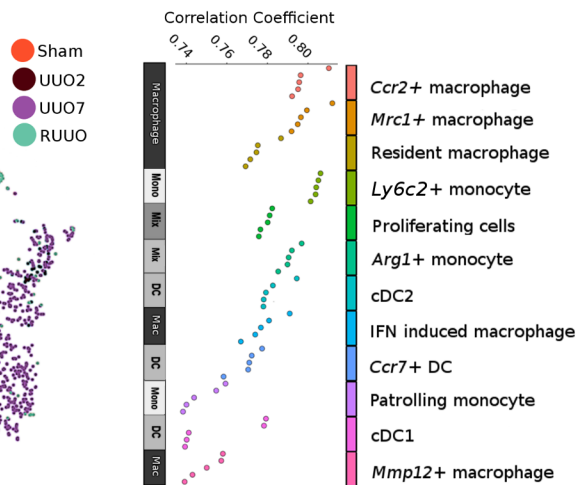 Correlation Coefficient
0.74
0.76
0.78
0.80
Sham
UUO2
UUO7
RUUO
Macrophage
Mono
Mix
Mix
DC
Mac
DC
Mono
DC
Mac
Ccr2+ macrophage
Mrc1+ macrophage
Resident macrophage
Ly6c2+ monocyte
Proliferating cells
Arg1+ monocyte
cDC2
IFN induced macrophage
Ccr7+ DC
Patrolling monocyte
cDC1
Mmp12+ macrophage